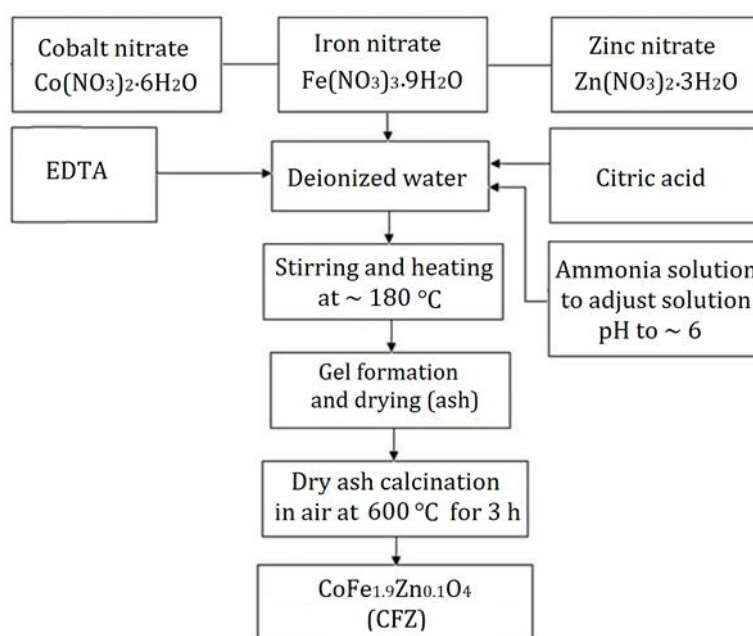 Cobalt nitrate
Co(NO₃)₂·6H₂O
Iron nitrate
Fe(NO₃)₃.9H₂O
Zinc nitrate
Zn(NO₃)₂·3H₂O
EDTA
Deionized water
Citric acid
Stirring and heating
at ~ 180 °C
Ammonia solution
to adjust solution
pH to ~ 6
Gel formation
and drying (ash)
Dry ash calcination
in air at 600 °C for 3 h
CoFe₁.₉Zn₀.₁O₄
(CFZ)